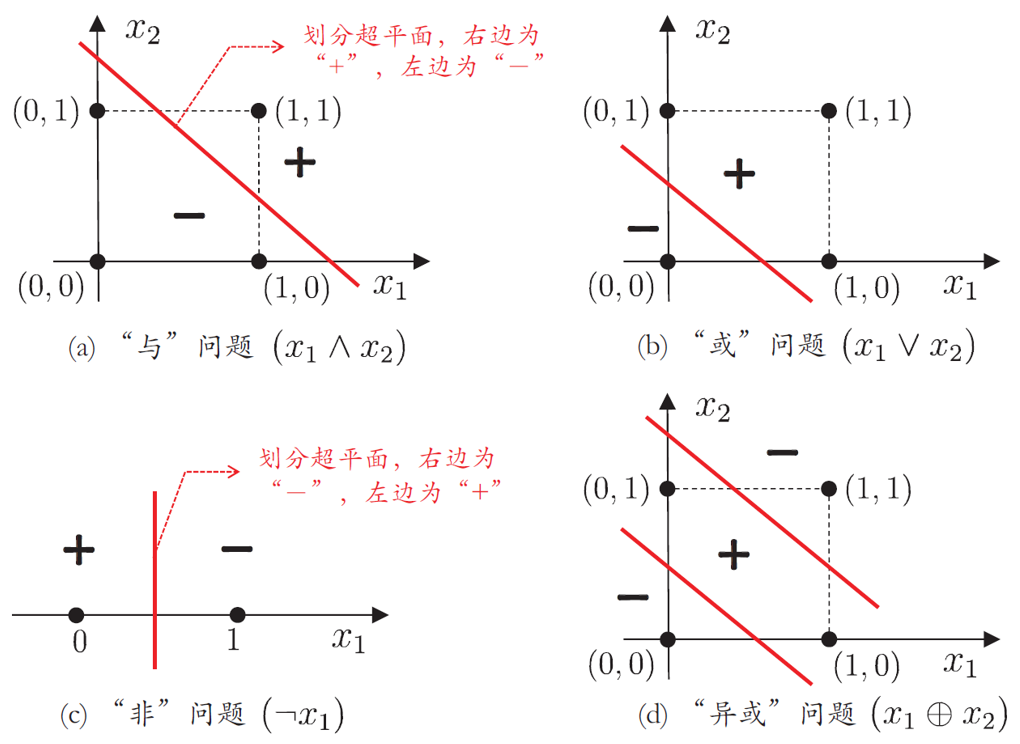 x₂
划分超平面，右边为
“+”，左边为“−”
(0,1)
(1,1)
+
−
(0,0)
(1,0)
x₁
(a) “与” 问题 (x₁ ∧ x₂)
x₂
(0,1)
(1,1)
+
−
(0,0)
(1,0)
x₁
(b) “或” 问题 (x₁ ∨ x₂)
划分超平面，右边为
“−”，左边为“+”
+
−
0
1
x₁
(c) “非” 问题 (¬x₁)
x₂
−
(0,1)
(1,1)
+
−
(0,0)
(1,0)
x₁
(d) “异或” 问题 (x₁ ⊕ x₂)